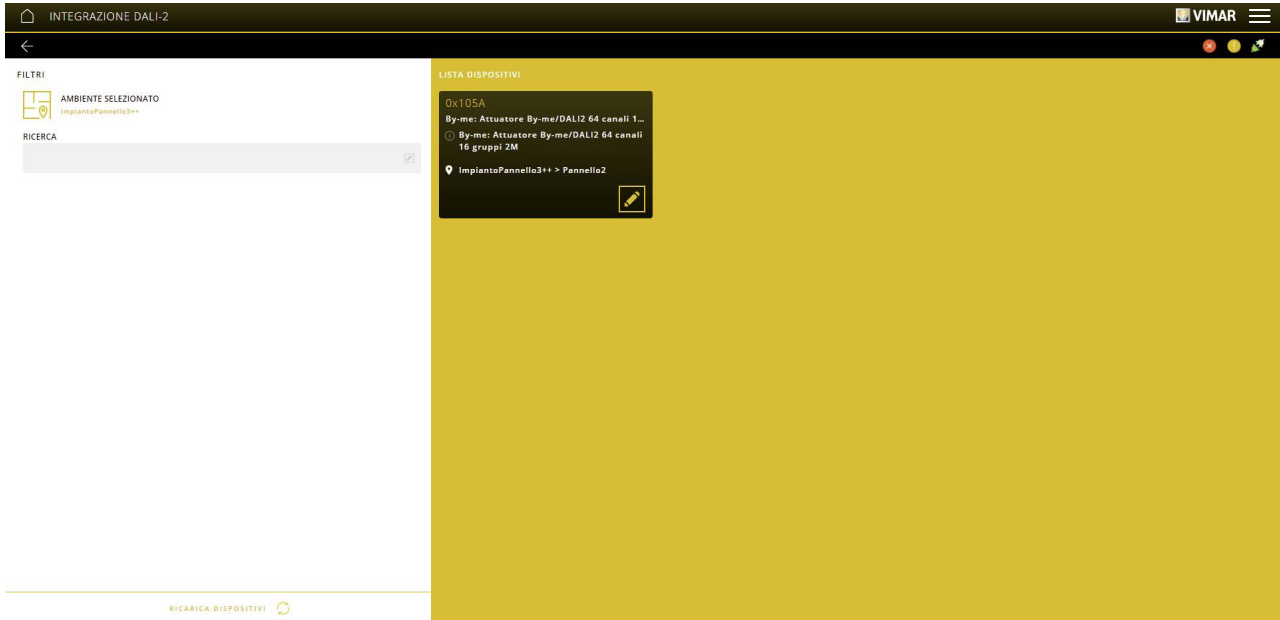 INTEGRAZIONE DALI-2
VIMAR
FILTRI
AMBIENTE SELEZIONATO
ImpiantoPannello3++
RICERCA
RICARICA DISPOSITIVI
LISTA DISPOSITIVI
0x105A
By-me: Attuatore By-me/DALI2 64 canali 1...
By-me: Attuatore By-me/DALI2 64 canali
16 gruppi 2M
ImpiantoPannello3++ > Pannello2